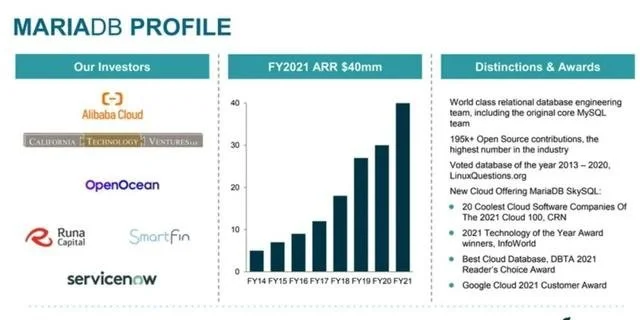 MARIADB PROFILE
Our Investors
Alibaba Cloud
CALIFORNIA TECHNOLOGY VENTURES LLC
OpenOcean
Runa
Capital
SmartFin
servicenow
FY2021 ARR $40mm
40
30
20
10
0
FY14 FY15 FY16 FY17 FY18 FY19 FY20 FY21
Distinctions & Awards
World class relational database engineering
team, including the original core MySQL
team
195k+ Open Source contributions, the
highest number in the industry
Voted database of the year 2013 – 2020,
LinuxQuestions.org
New Cloud Offering MariaDB SkySQL:
20 Coolest Cloud Software Companies Of
The 2021 Cloud 100, CRN
2021 Technology of the Year Award
winners, InfoWorld
Best Cloud Database, DBTA 2021
Reader's Choice Award
Google Cloud 2021 Customer Award